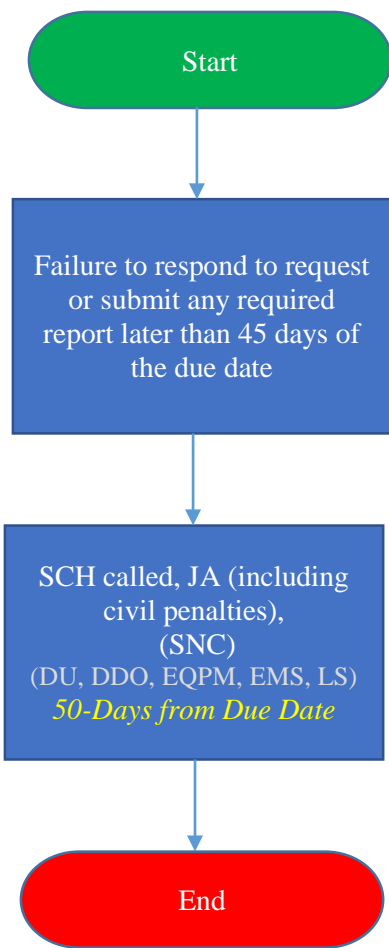 Start
Failure to respond to request
or submit any required
report later than 45 days of
the due date
SCH called, JA (including
civil penalties),
(SNC)
(DU, DDO, EQPM, EMS, LS)
50-Days from Due Date
End